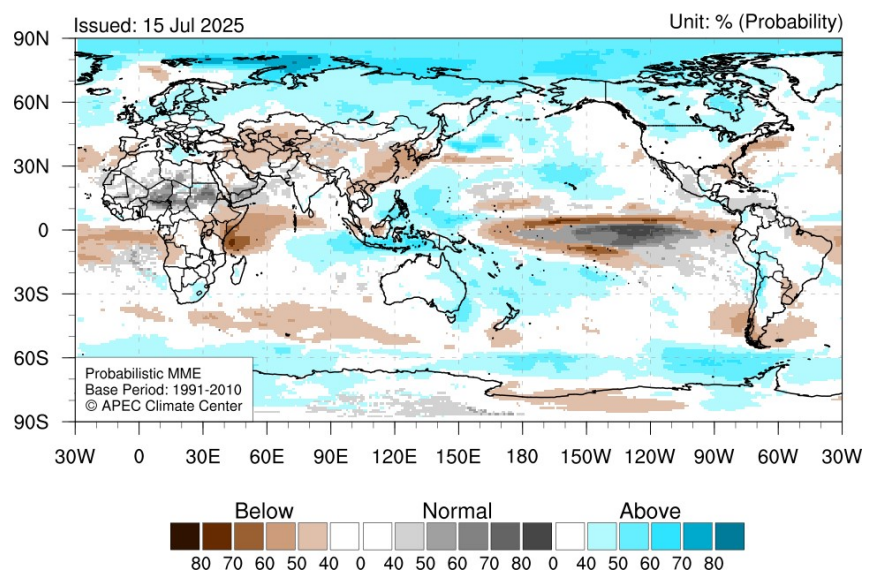 Issued: 15 Jul 2025 Unit: % (Probability)
90N
60N
30N
0
30S
60S
90S
Probabilistic MME
Base Period: 1991-2010
© APEC Climate Center
30W 0 30E 60E 90E 120E 150E 180 150W 120W 90W 60W 30W
Below Normal Above
80 70 60 50 40 0 40 50 60 70 80 0 40 50 60 70 80